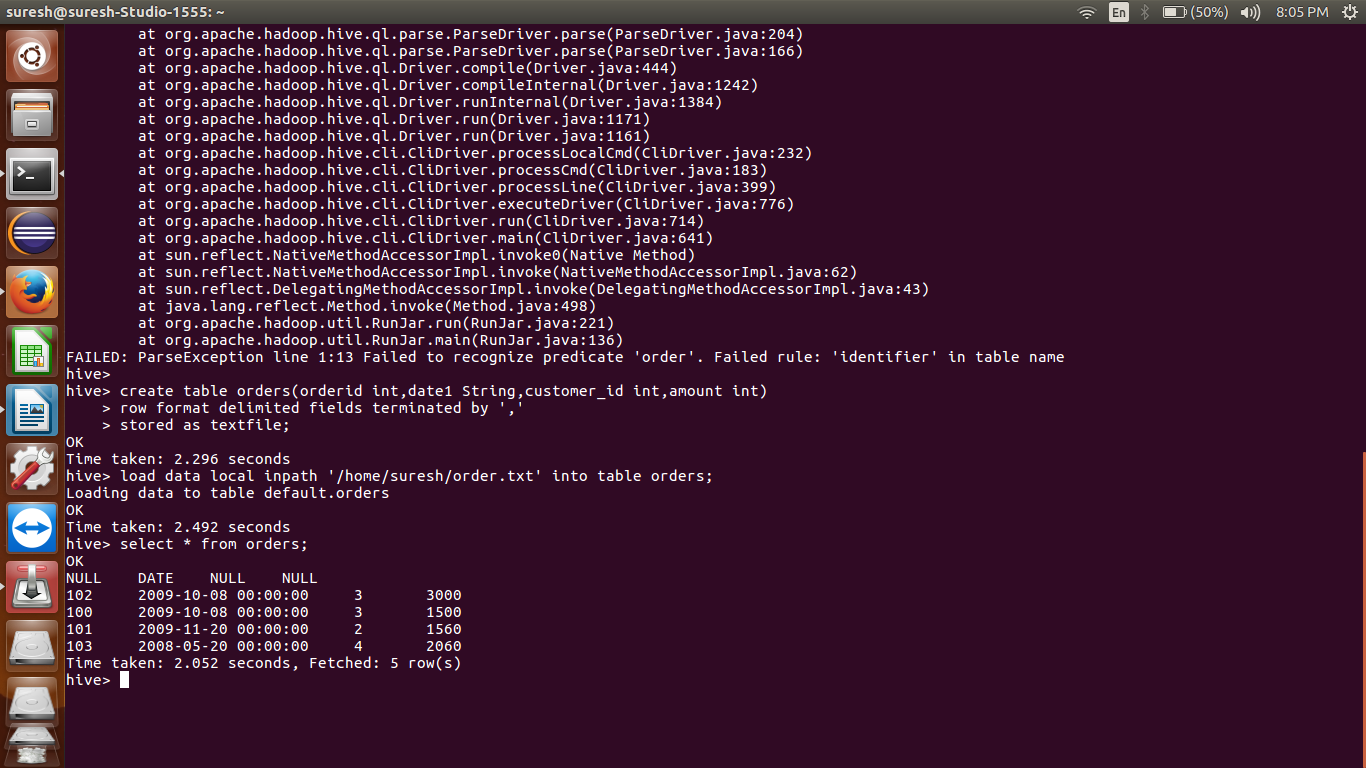 suresh@suresh-Studio-1555: ~ En (50%) 8:05 PM
at org.apache.hadoop.hive.ql.parse.ParseDriver.parse(ParseDriver.java:204)
at org.apache.hadoop.hive.ql.parse.ParseDriver.parse(ParseDriver.java:166)
at org.apache.hadoop.hive.ql.Driver.compile(Driver.java:444)
at org.apache.hadoop.hive.ql.Driver.compileInternal(Driver.java:1242)
at org.apache.hadoop.hive.ql.Driver.runInternal(Driver.java:1384)
at org.apache.hadoop.hive.ql.Driver.run(Driver.java:1171)
at org.apache.hadoop.hive.ql.Driver.run(Driver.java:1161)
at org.apache.hadoop.hive.cli.CliDriver.processLocalCmd(CliDriver.java:232)
at org.apache.hadoop.hive.cli.CliDriver.processCmd(CliDriver.java:183)
at org.apache.hadoop.hive.cli.CliDriver.processLine(CliDriver.java:399)
at org.apache.hadoop.hive.cli.CliDriver.executeDriver(CliDriver.java:776)
at org.apache.hadoop.hive.cli.CliDriver.run(CliDriver.java:714)
at org.apache.hadoop.hive.cli.CliDriver.main(CliDriver.java:641)
at sun.reflect.NativeMethodAccessorImpl.invoke0(Native Method)
at sun.reflect.NativeMethodAccessorImpl.invoke(NativeMethodAccessorImpl.java:62)
at sun.reflect.DelegatingMethodAccessorImpl.invoke(DelegatingMethodAccessorImpl.java:43)
at java.lang.reflect.Method.invoke(Method.java:498)
at org.apache.hadoop.util.RunJar.run(RunJar.java:221)
at org.apache.hadoop.util.RunJar.main(RunJar.java:136)
FAILED: ParseException line 1:13 Failed to recognize predicate 'order'. Failed rule: 'identifier' in table name
hive>
hive> create table orders(orderid int,date1 String,customer_id int,amount int)
> row format delimited fields terminated by ','
> stored as textfile;
OK
Time taken: 2.296 seconds
hive> load data local inpath '/home/suresh/order.txt' into table orders;
Loading data to table default.orders
OK
Time taken: 2.492 seconds
hive> select * from orders;
OK
NULL DATE NULL NULL
102 2009-10-08 00:00:00 3 3000
100 2009-10-08 00:00:00 3 1500
101 2009-11-20 00:00:00 2 1560
103 2008-05-20 00:00:00 4 2060
Time taken: 2.052 seconds, Fetched: 5 row(s)
hive>